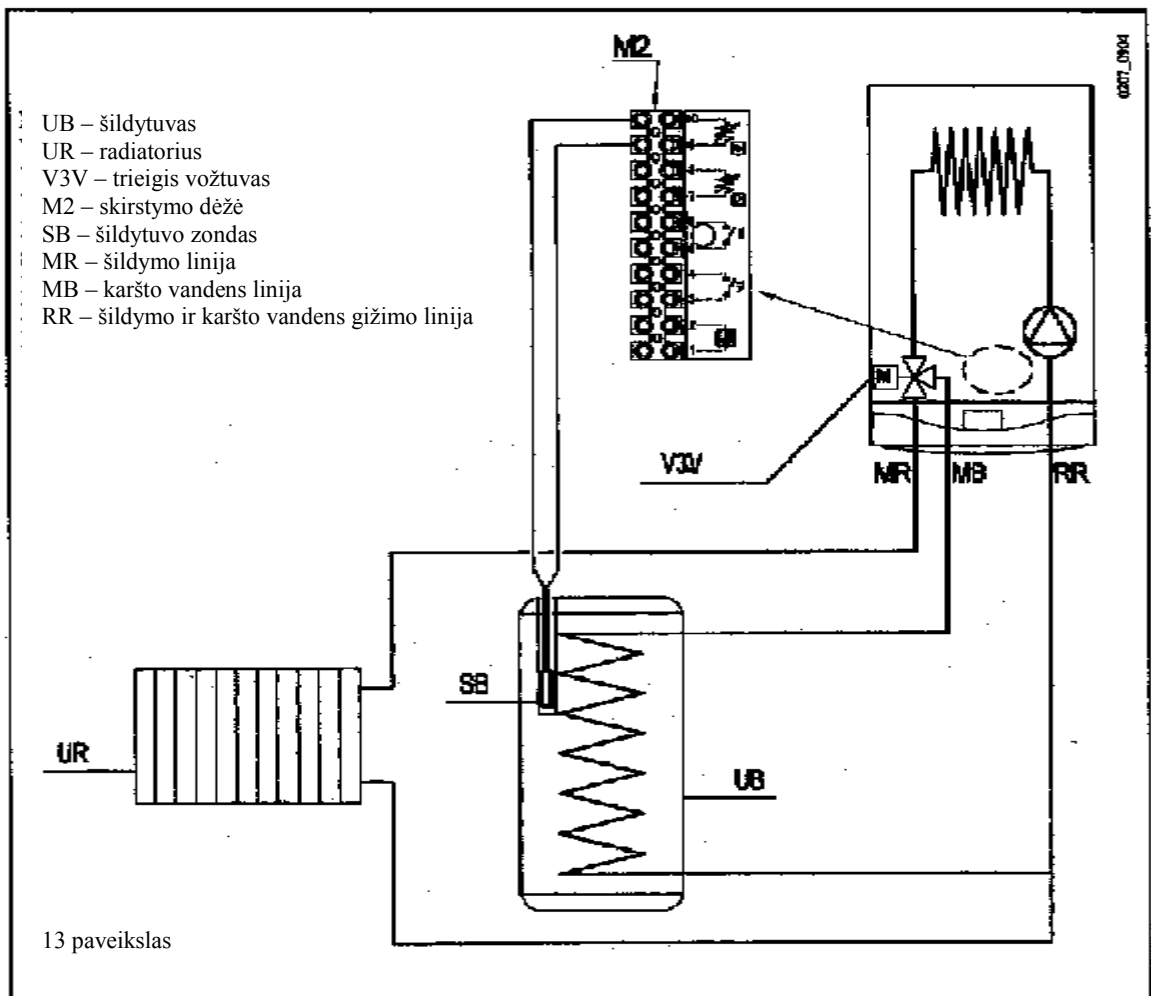 M2
0207_0904
UB – šildytuvas
UR – radiatorius
V3V – trieigis vožtuvas
M2 – skirstymo dėžė
SB – šildytuvo zondas
MR – šildymo linija
MB – karšto vandens linija
RR – šildymo ir karšto vandens gižimo linija
M
V3V
MR MB RR
SB
UR
UB
13 paveikslas